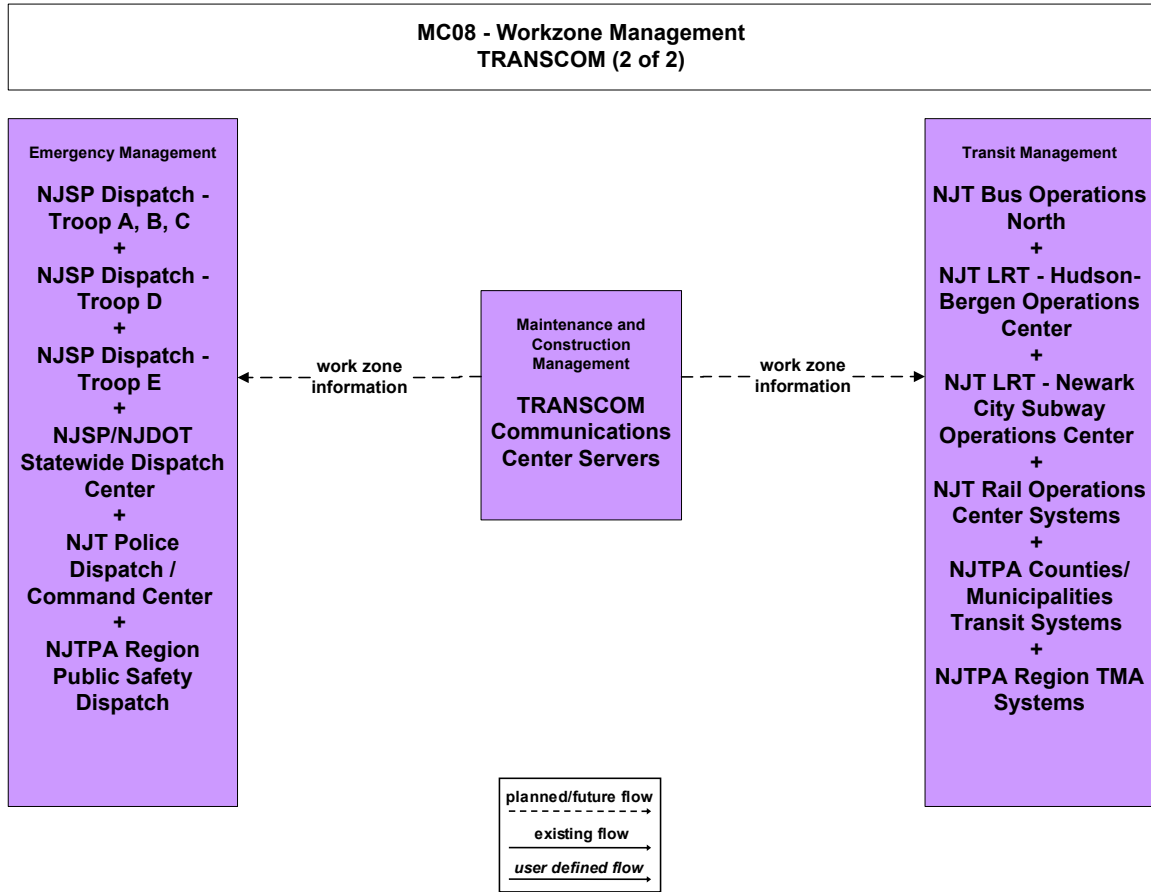 MC08 - Workzone Management
TRANSCOM (2 of 2)
Emergency Management
NJSP Dispatch -
Troop A, B, C
+
NJSP Dispatch -
Troop D
+
NJSP Dispatch -
Troop E
+
NJSP/NJDOT
Statewide Dispatch
Center
+
NJT Police
Dispatch /
Command Center
+
NJTPA Region
Public Safety
Dispatch
work zone
information
Maintenance and
Construction
Management
TRANSCOM
Communications
Center Servers
work zone
information
Transit Management
NJT Bus Operations
North
+
NJT LRT - Hudson-
Bergen Operations
Center
+
NJT LRT - Newark
City Subway
Operations Center
+
NJT Rail Operations
Center Systems
+
NJTPA Counties/
Municipalities
Transit Systems
+
NJTPA Region TMA
Systems
planned/future flow
existing flow
user defined flow